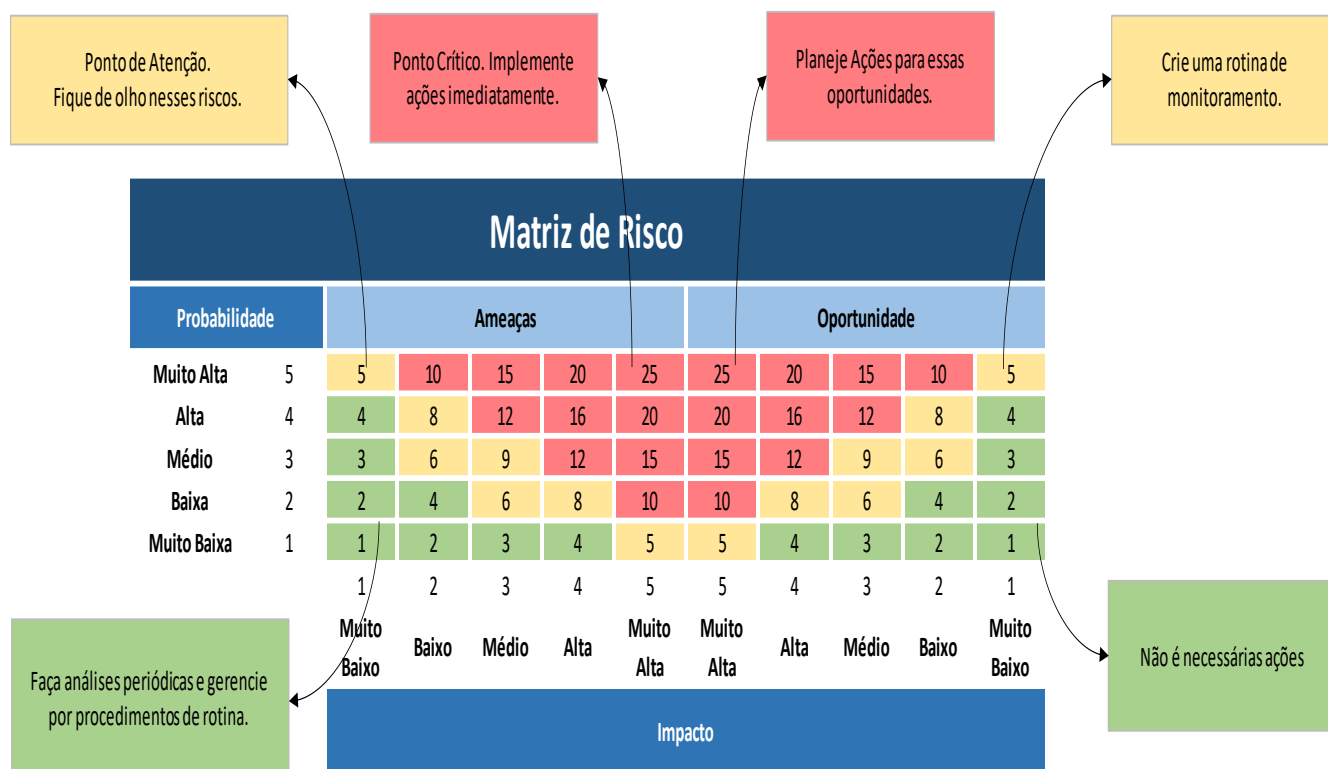 Ponto de Atenção.
Fique de olho nesses riscos.
Ponto Crítico. Implemente
ações imediatamente.
Planeje Ações para essas
oportunidades.
Crie uma rotina de
monitoramento.
Matriz de Risco
Probabilidade Ameaças Oportunidade
Muito Alta 5 5 10 15 20 25 25 20 15 10 5
Alta 4 4 8 12 16 20 20 16 12 8 4
Médio 3 3 6 9 12 15 15 12 9 6 3
Baixa 2 2 4 6 8 10 10 8 6 4 2
Muito Baixa 1 1 2 3 4 5 5 4 3 2 1
1 2 3 4 5 5 4 3 2 1
Muito Baixo Baixo Médio Alta Muito Alta Muito Alta Alta Médio Baixo Muito Baixo
Faça análises periódicas e gerencie
por procedimentos de rotina.
Não é necessárias ações
Impacto